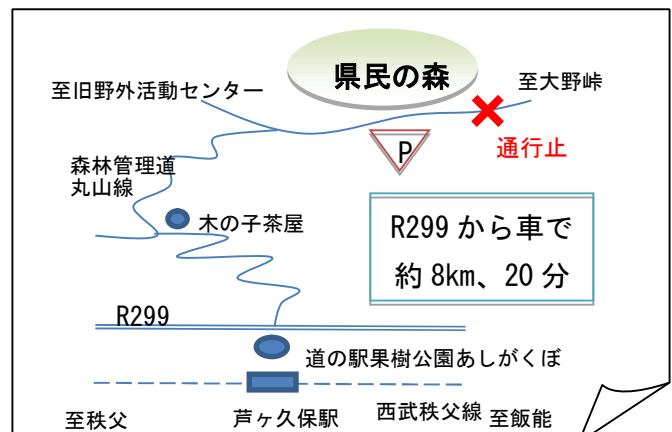 県民の森
至旧野外活動センター
至大野峠
P
通行止
森林管理道
丸山線
木の子茶屋
R299 から車で
約 8km、20 分
R299
道の駅果樹公園あしがくぼ
至秩父
芦ヶ久保駅
西武秩父線
至飯能